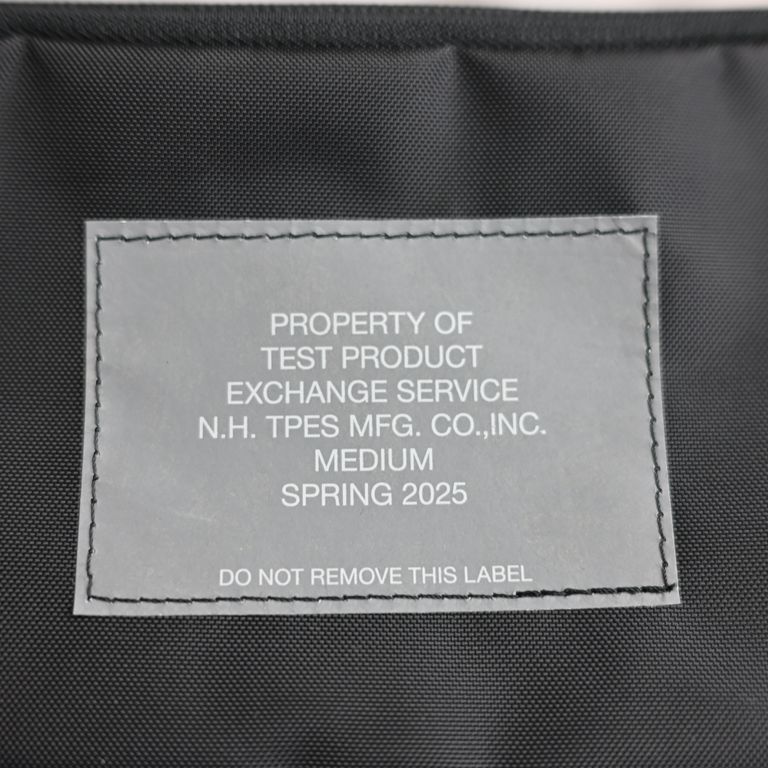 PROPERTY OF
TEST PRODUCT
EXCHANGE SERVICE
N.H. TPES MFG. CO.,INC.
MEDIUM
SPRING 2025
DO NOT REMOVE THIS LABEL